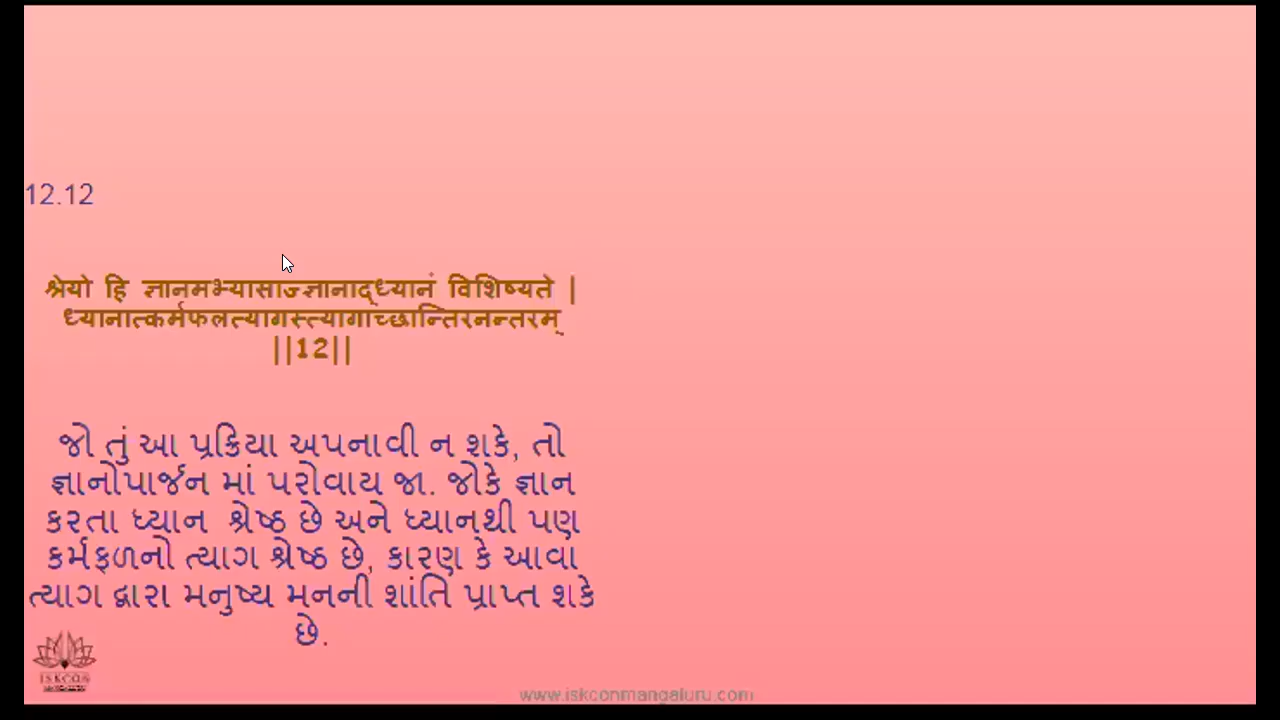 12.12
श्रेयो हि ज्ञानमभ्यासाज्ज्ञानाद्ध्यानं विशिष्यते |
ध्यानात्कर्मफलत्यागस्त्यागाच्छान्तिरनन्तरम्
||12||
જો તું આ પ્રક્રિયા અપનાવી ન શકે, તો
જ્ઞાનોપાર્જન માં પરોવાય જા. જોકે જ્ઞાન
કરતા ધ્યાન શ્રેષ્ઠ છે અને ધ્યાનથી પણ
કર્મફળનો ત્યાગ શ્રેષ્ઠ છે, કારણ કે આવા
ત્યાગ દ્વારા મનુષ્ય મનની શાંતિ પ્રાપ્ત શકે
છે.
ISKCON
www.iskconmangaluru.com